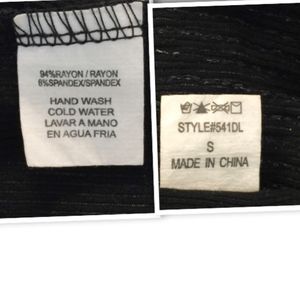 94%RAYON / RAYON
6%SPANDEX/SPANDEX
HAND WASH
COLD WATER
LAVAR A MANO
EN AGUA FRIA
STYLE#541DL
S
MADE IN CHINA